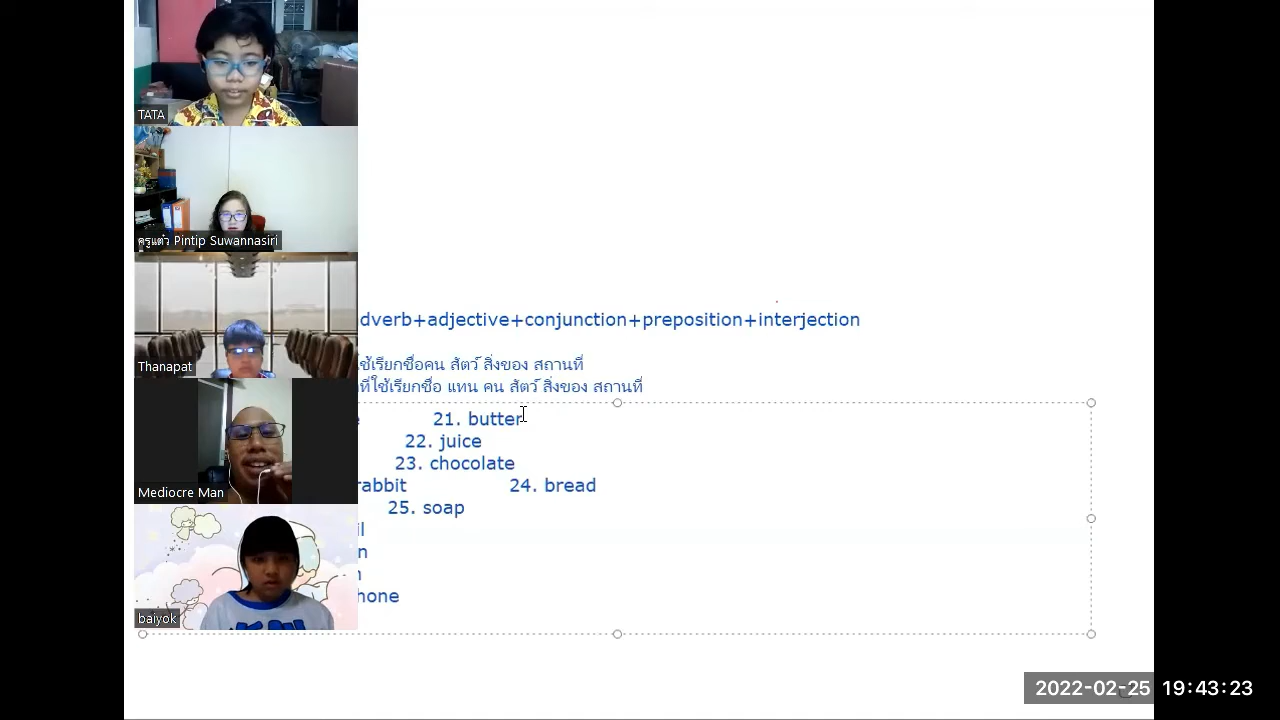 TATA
ครูแต๋ว Pintip Suwannasiri
Thanapat
Mediocre Man
baiyok
dverb+adjective+conjunction+preposition+interjection
ใช้เรียกชื่อคน สัตว์ สิ่งของ สถานที่
ที่ใช้เรียกชื่อ แทน คน สัตว์ สิ่งของ สถานที่
e 21. butter
22. juice
23. chocolate
rabbit 24. bread
25. soap
il
n
n
hone
2022-02-25 19:43:23